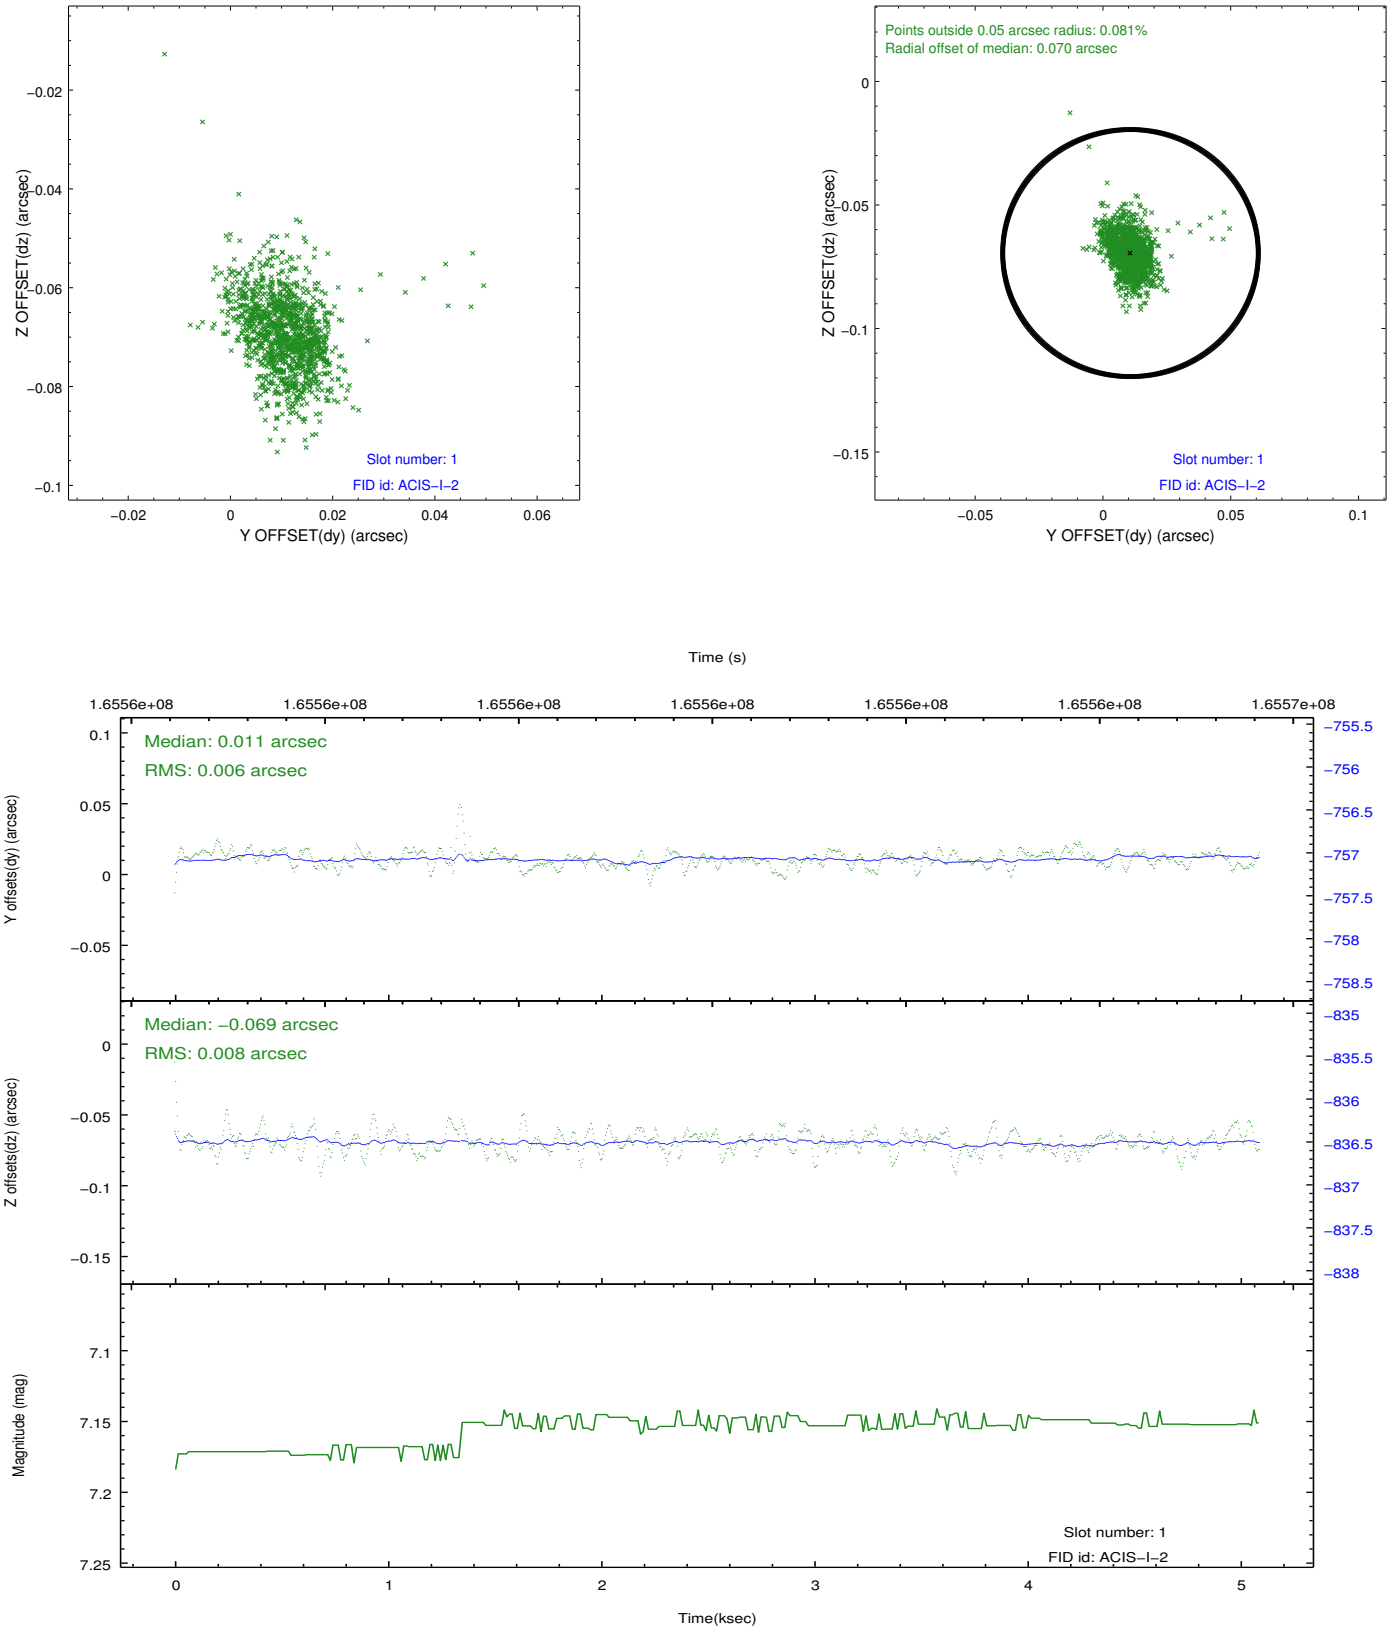 −0.02
−0.04
−0.06
−0.08
−0.1
Z OFFSET(dz) (arcsec)
Slot number: 1
FID id: ACIS−I−2
−0.02
0
0.02
0.04
0.06
Y OFFSET(dy) (arcsec)
Points outside 0.05 arcsec radius: 0.081%
Radial offset of median: 0.070 arcsec
0
−0.05
−0.1
−0.15
Z OFFSET(dz) (arcsec)
Slot number: 1
FID id: ACIS−I−2
−0.05
0
0.05
0.1
Y OFFSET(dy) (arcsec)
Time (s)
1.6556e+08 1.6556e+08 1.6556e+08 1.6556e+08 1.6556e+08 1.6556e+08 1.6557e+08
Median: 0.011 arcsec
RMS: 0.006 arcsec
0.1
0.05
0
−0.05
Y offsets(dy) (arcsec)
−755.5
−756
−756.5
−757
−757.5
−758
−758.5
Median: −0.069 arcsec
RMS: 0.008 arcsec
0
−0.05
−0.1
−0.15
Z offsets(dz) (arcsec)
−835
−835.5
−836
−836.5
−837
−837.5
−838
7.1
7.15
7.2
7.25
Magnitude (mag)
Slot number: 1
FID id: ACIS−I−2
0 1 2 3 4 5
Time(ksec)